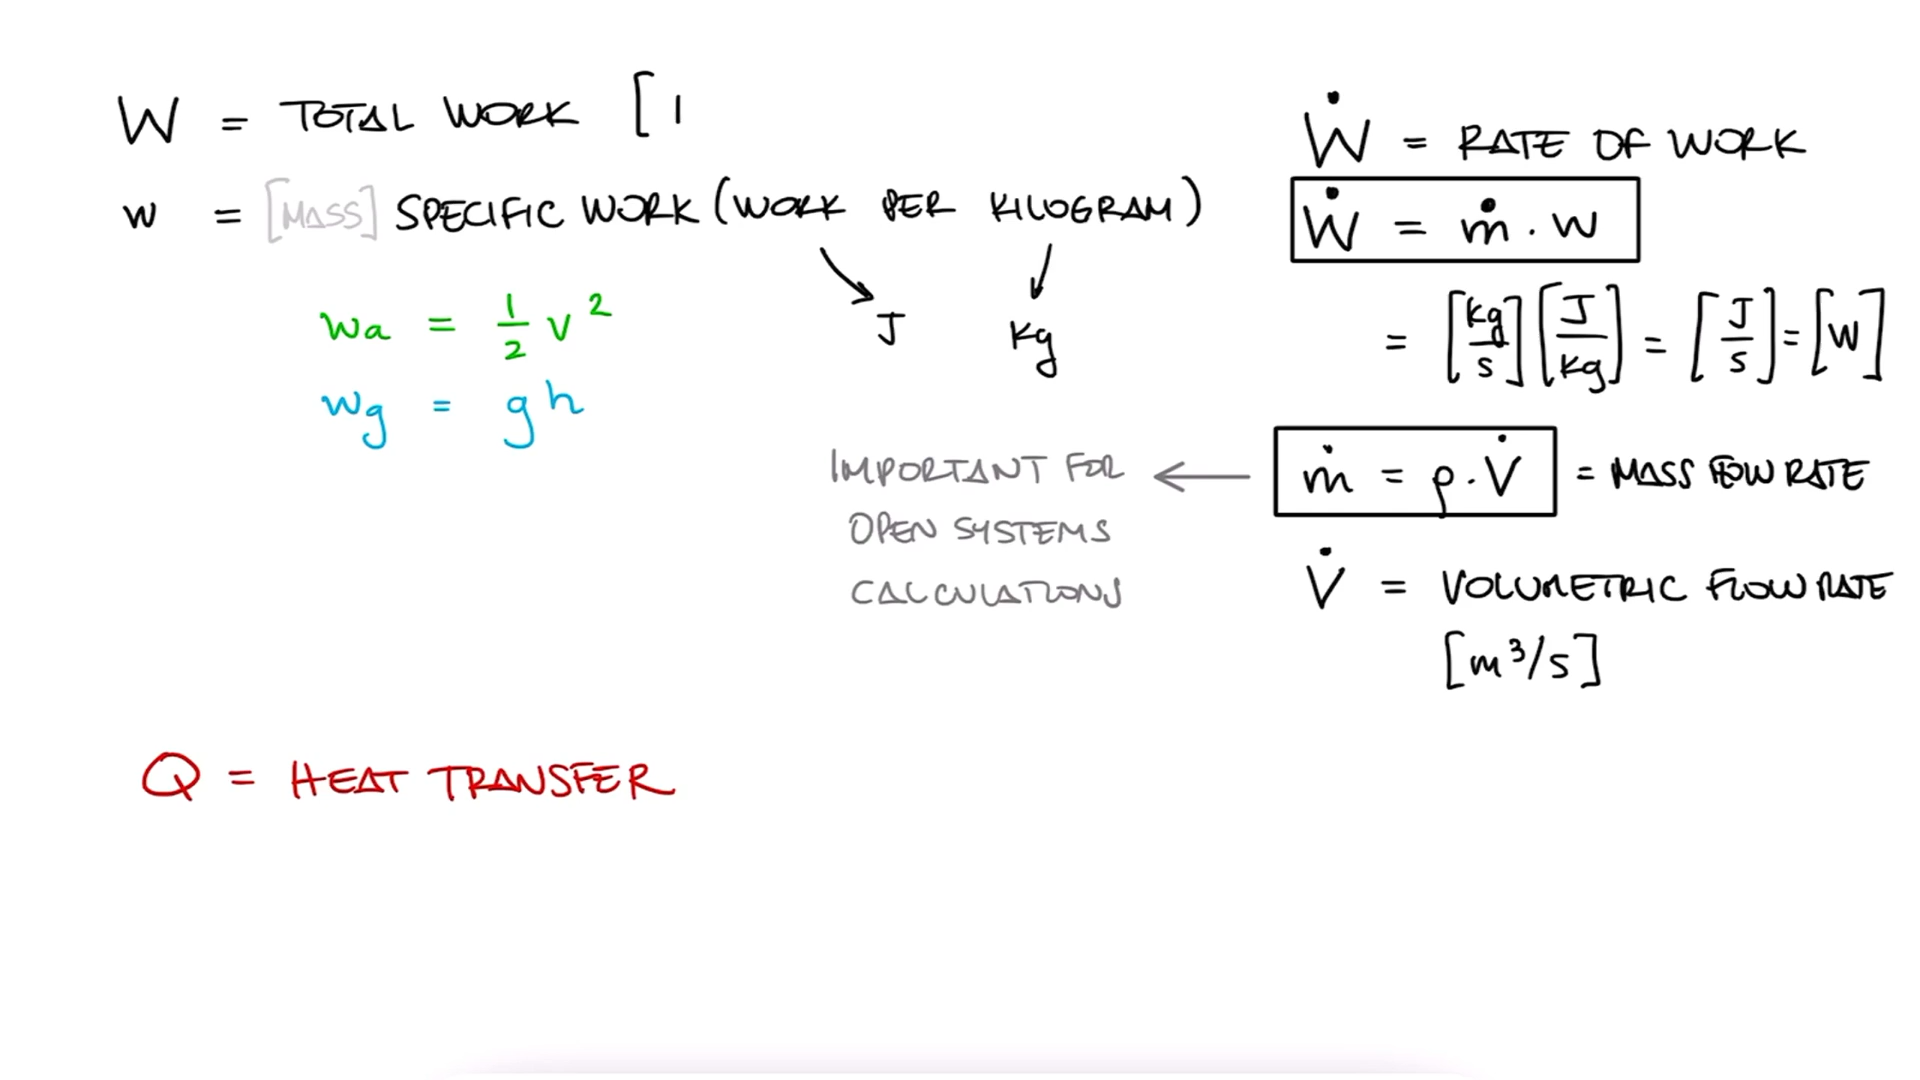 W = TOTAL WORK [
w = [MASS] SPECIFIC WORK (WORK PER KILOGRAM)
J kg
wa = 1/2 v²
wg = gh
Ẇ = RATE OF WORK
Ẇ = ṁ · w
= [kg/s] [J/kg] = [J/s] = [W]
ṁ = ρ · V̇ = MASS FLOW RATE
IMPORTANT FOR
OPEN SYSTEMS
CALCULATIONS
V̇ = VOLUMETRIC FLOW RATE
[m³/s]
Q = HEAT TRANSFER